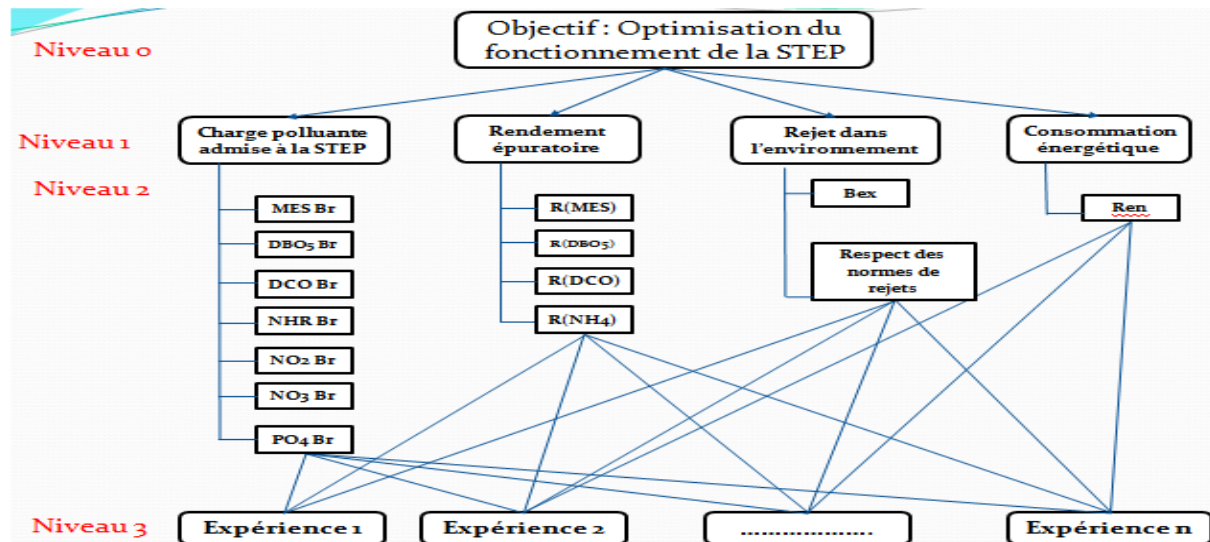 Objectif : Optimisation du
fonctionnement de la STEP
Niveau 0
Niveau 1
Charge polluante
admise à la STEP
Rendement
épuratoire
Rejet dans
l'environnement
Consommation
énergétique
Niveau 2
MES Br
DBO5 Br
DCO Br
NHR Br
NO2 Br
NO3 Br
PO4 Br
R(MES)
R(DBO5)
R(DCO)
R(NH4)
Bex
Respect des
normes de
rejets
Ren
Niveau 3
Expérience 1
Expérience 2
………………….
Expérience n